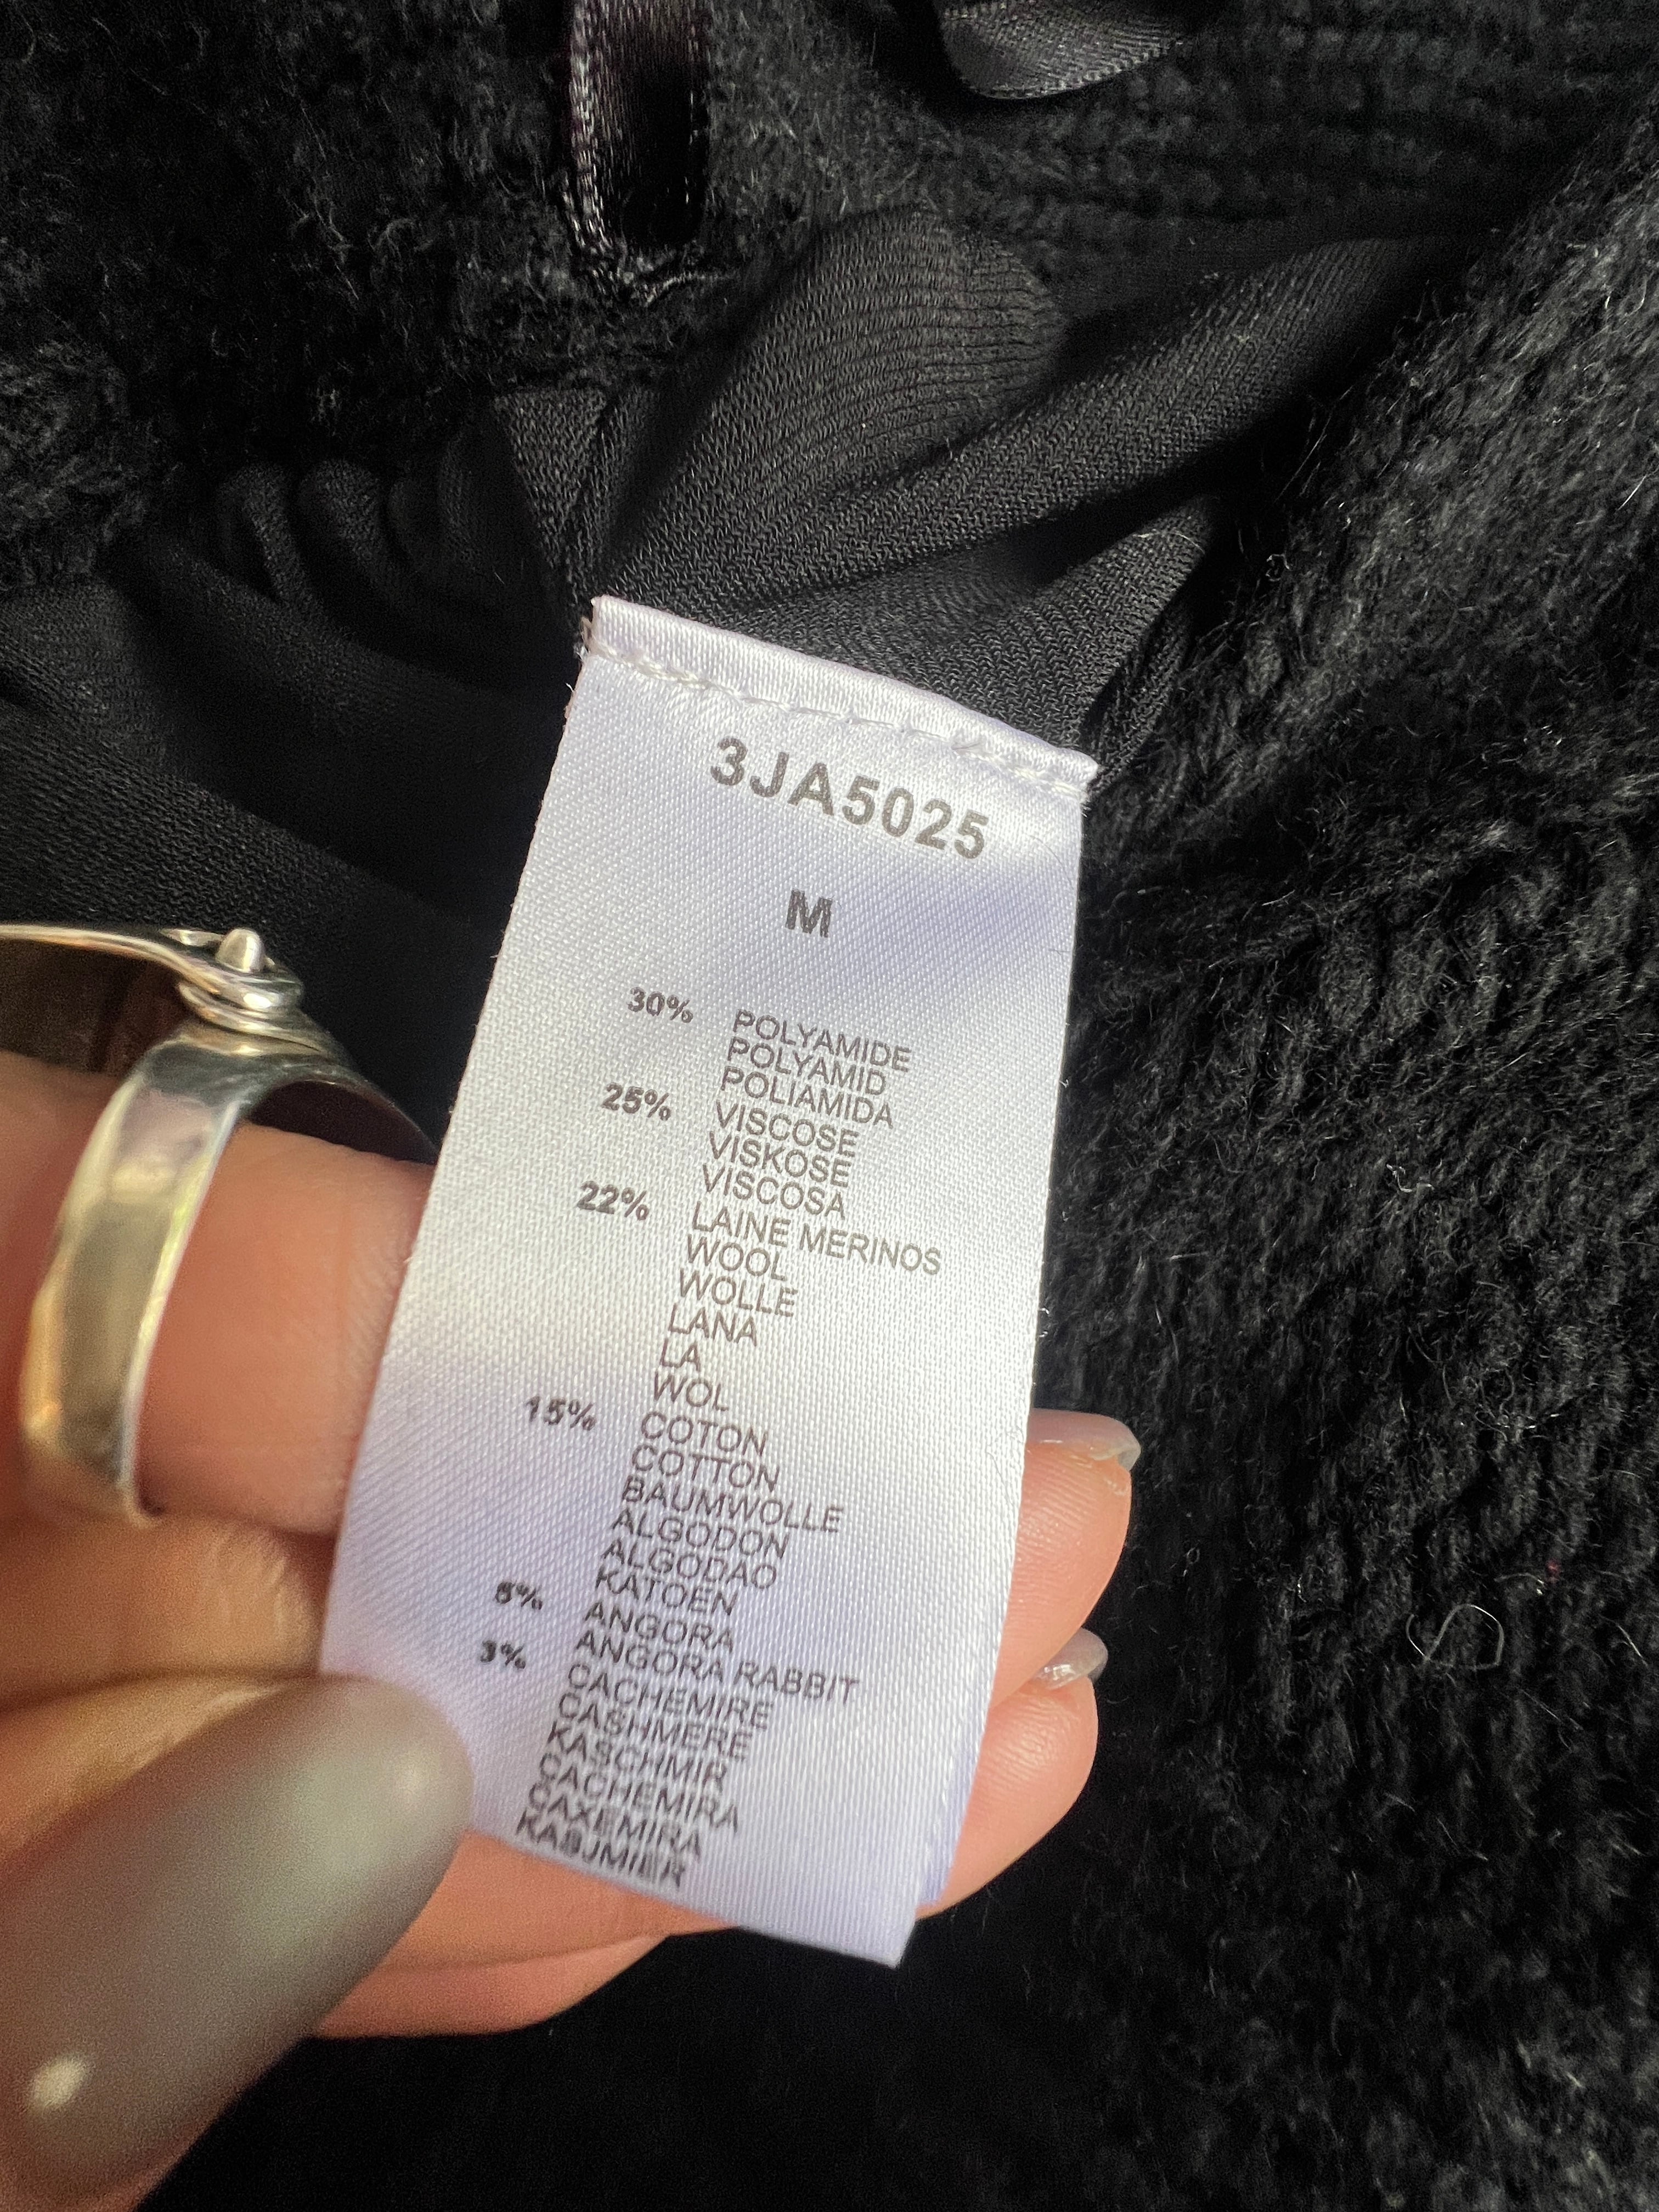 3JA5025
M
30% POLYAMIDE
POLYAMID
POLIAMIDA
25% VISCOSE
VISKOSE
VISCOSA
22% LAINE MERINOS
WOOL
WOLLE
LANA
LA
WOL
15% COTON
COTTON
BAUMWOLLE
ALGODON
ALGODAO
KATOEN
5% ANGORA
ANGORA RABBIT
3% CACHEMIRE
CASHMERE
KASCHMIR
CACHEMIRA
CAXEMIRA
KASJMIER